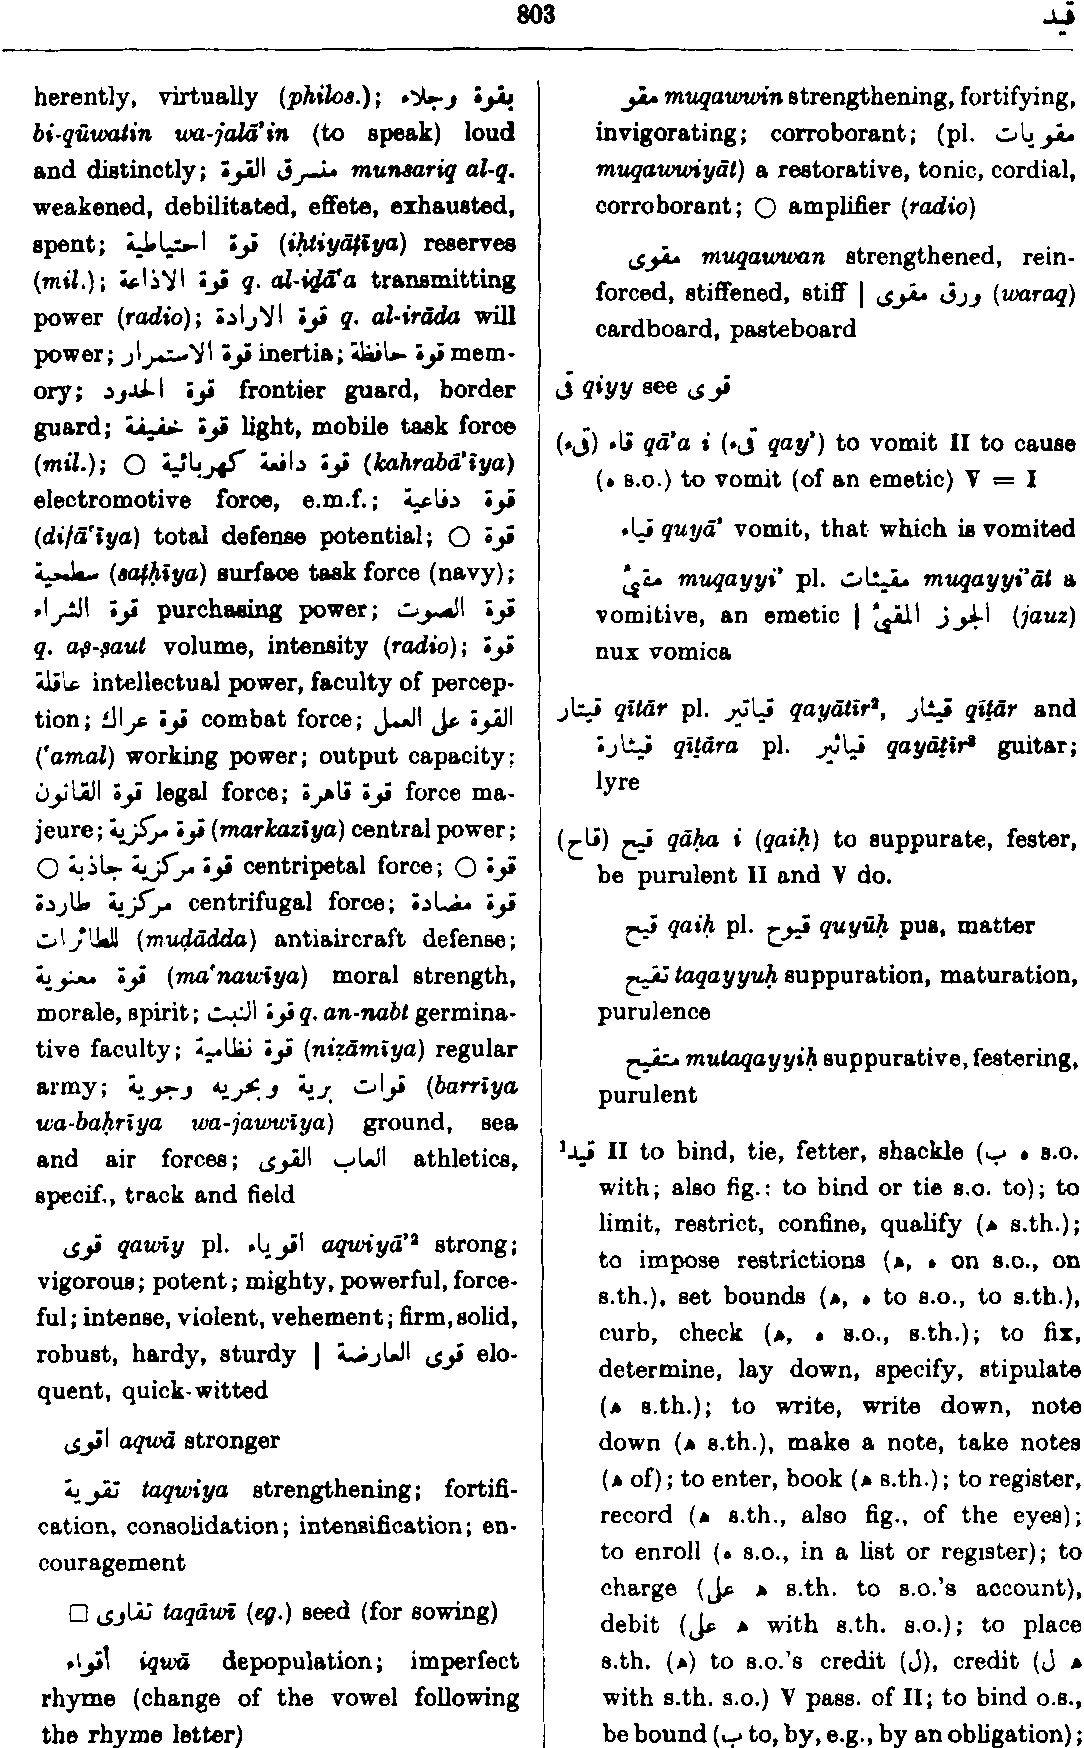 803
قيد
herently, virtually (philos.); بقوة وجلاء
bi-qūwatin wa-jalā’in (to speak) loud
and distinctly; منسرق القوة munsariq al-q.
weakened, debilitated, effete, exhausted,
spent; قوة احتياطية (iḥtiyāṭīya) reserves
(mil.); قوة الاذاعة q. al-iḏā‘a transmitting
power (radio); قوة الارادة q. al-irāda will
power; قوة الاستمرار inertia; قوة حافظة mem-
ory; قوة الحدود frontier guard, border
guard; قوة خفيفة light, mobile task force
(mil.); ○ قوة دافعة كهربائية (kahrabā’īya)
electromotive force, e.m.f.; قوة دفاعية
(difā‘īya) total defense potential; ○ قوة
سطحية (saṭḥīya) surface task force (navy);
قوة الشراء purchasing power; قوة الصوت
q. aṣ-ṣaut volume, intensity (radio); قوة
عاقلة intellectual power, faculty of percep-
tion; قوة عراك combat force; القوة على العمل
(‘amal) working power; output capacity;
قوة القانون legal force; قوة قاهرة force ma-
jeure; قوة مركزية (markazīya) central power;
○ قوة مركزية جاذبة centripetal force; ○ قوة
مركزية طاردة centrifugal force; قوة مضادة
للطائرات (muḍādda) antiaircraft defense;
قوة معنوية (ma‘nawīya) moral strength,
morale, spirit; قوة النبت q. an-nabt germina-
tive faculty; قوة نظامية (niẓāmīya) regular
army; قوات برية وبحريه وجوية (barrīya
wa-baḥrīya wa-jawwīya) ground, sea
and air forces; العاب القوى athletics,
specif., track and field
قوى qawīy pl. اقوياء aqwiyā’² strong;
vigorous; potent; mighty, powerful, force-
ful; intense, violent, vehement; firm, solid,
robust, hardy, sturdy | قوى العارضة elo-
quent, quick-witted
اقوى aqwā stronger
تقوية taqwiya strengthening; fortifi-
cation, consolidation; intensification; en-
couragement
□ تقاوى taqāwī (eg.) seed (for sowing)
أقواء iqwā depopulation; imperfect
rhyme (change of the vowel following
the rhyme letter)
مقو muqawwin strengthening, fortifying,
invigorating; corroborant; (pl. مقويات
muqawwiyāt) a restorative, tonic, cordial,
corroborant; ○ amplifier (radio)
مقوى muqawwan strengthened, rein-
forced, stiffened, stiff | ورق مقوى (waraq)
cardboard, pasteboard
قى qiyy see قوى
(قىء) قاء qā’a i (قىء qay’) to vomit II to cause
(ه s.o.) to vomit (of an emetic) V = I
قياء quyā’ vomit, that which is vomited
مقيئ muqayyi’ pl. مقيئات muqayyi’āt a
vomitive, an emetic | الجوز المقيئ (jauz)
nux vomica
قيتار qītār pl. قياتير qayātīr², قيثار qīṯār and
قيثارة qīṯāra pl. قياثير qayāṯīr² guitar;
lyre
(قاح) قيح qāḥa i (qaiḥ) to suppurate, fester,
be purulent II and V do.
قيح qaiḥ pl. قيوح quyūḥ pus, matter
تقيح taqayyuḥ suppuration, maturation,
purulence
متقيح mutaqayyiḥ suppurative, festering,
purulent
¹قيد II to bind, tie, fetter, shackle (ه ب s.o.
with; also fig.: to bind or tie s.o. to); to
limit, restrict, confine, qualify (ﻫ s.th.);
to impose restrictions (ﻫ, ه on s.o., on
s.th.), set bounds (ﻫ, ه to s.o., to s.th.),
curb, check (ﻫ, ه s.o., s.th.); to fix,
determine, lay down, specify, stipulate
(ﻫ s.th.); to write, write down, note
down (ﻫ s.th.), make a note, take notes
(ﻫ of); to enter, book (ﻫ s.th.); to register,
record (ﻫ s.th., also fig., of the eyes);
to enroll (ه s.o., in a list or register); to
charge (ﻫ على s.th. to s.o.’s account),
debit (ﻫ على with s.th. s.o.); to place
s.th. (ﻫ) to s.o.’s credit (ل), credit (ﻫ ل
with s.th. s.o.) V pass. of II; to bind o.s.,
be bound (ب to, by, e.g., by an obligation);